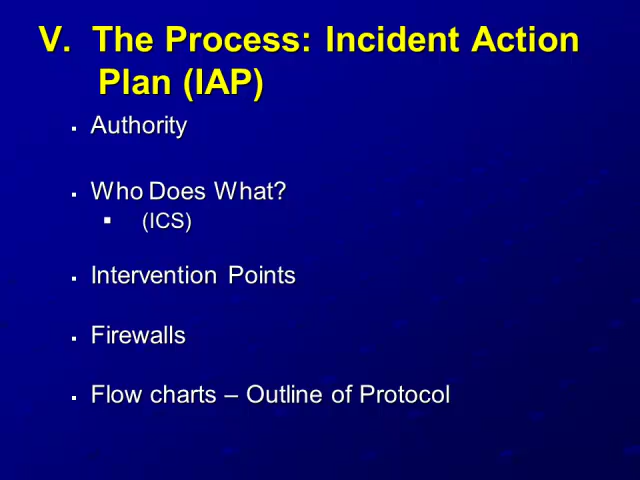 V. The Process: Incident Action
Plan (IAP)
▪ Authority
▪ Who Does What?
▪ (ICS)
▪ Intervention Points
▪ Firewalls
▪ Flow charts – Outline of Protocol